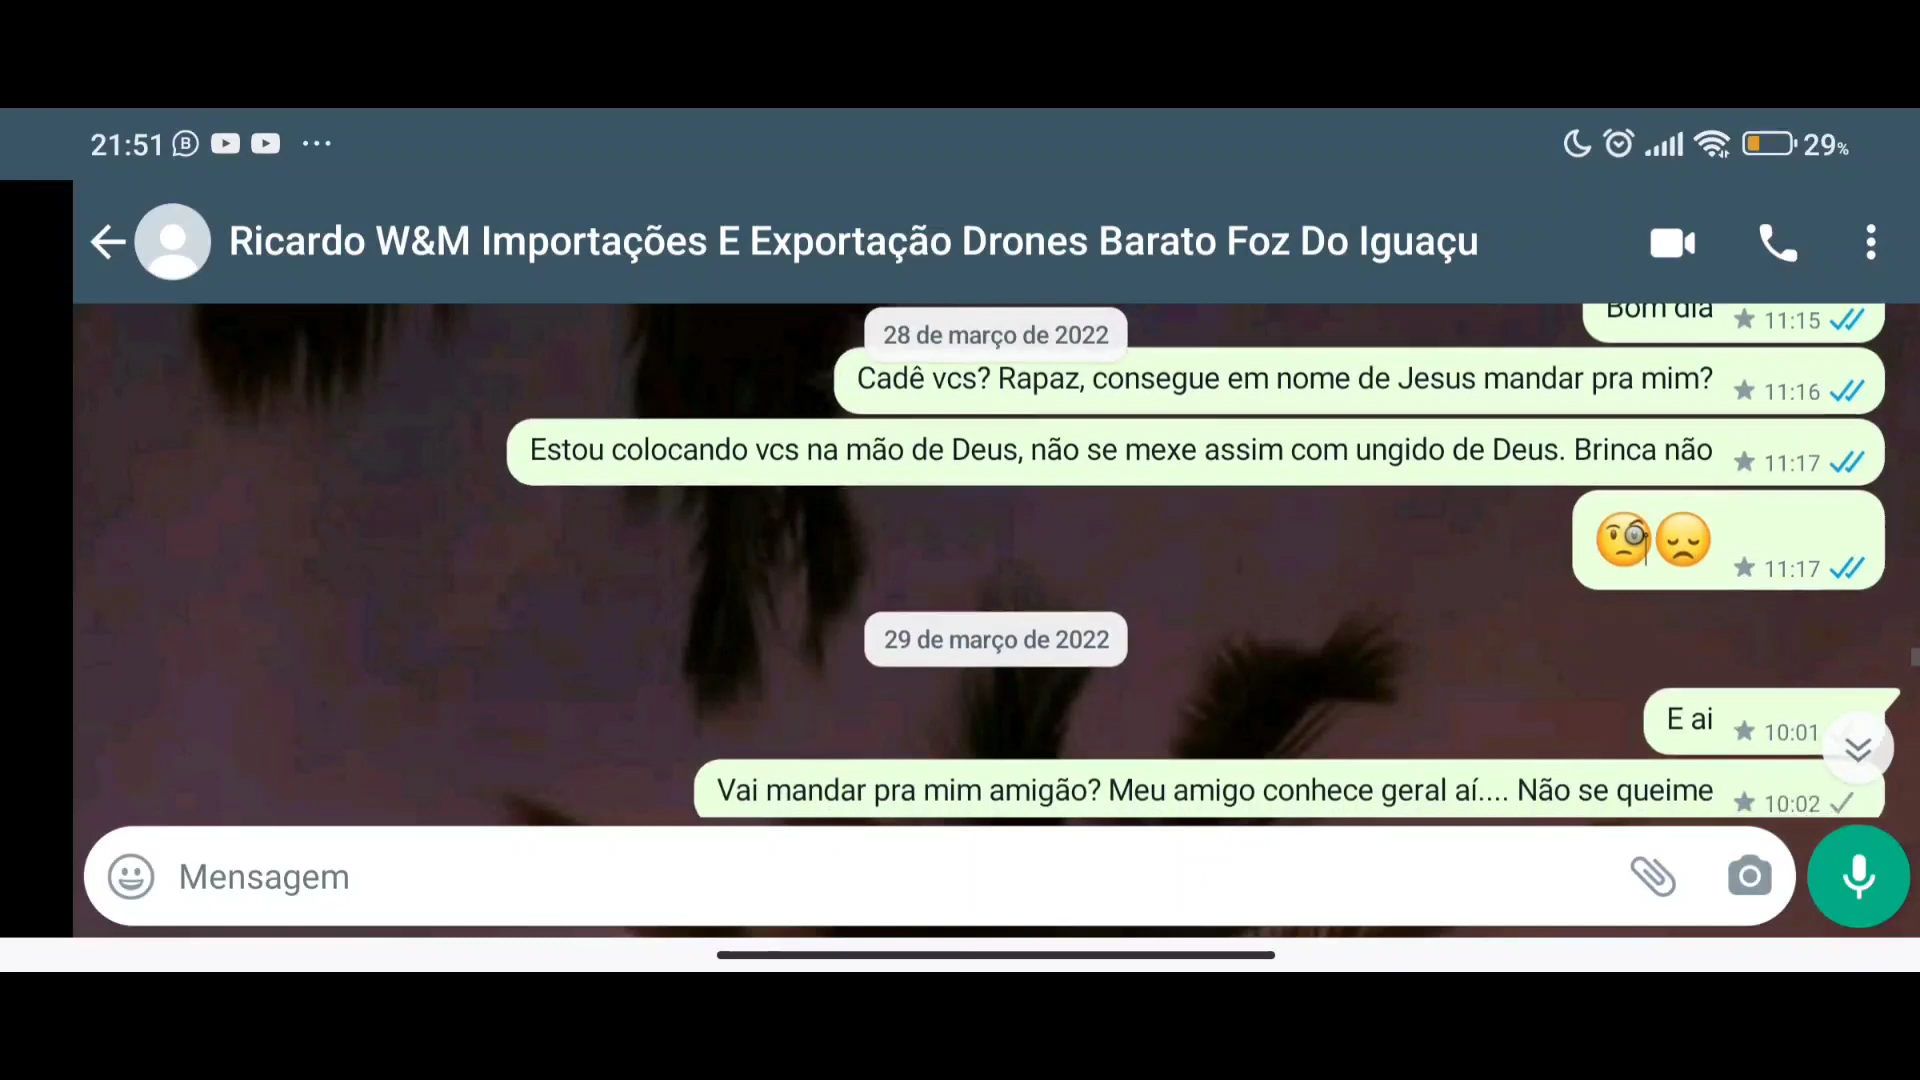 21:51
29%
Ricardo W&M Importações E Exportação Drones Barato Foz Do Iguaçu
Bom dia 11:15
28 de março de 2022
Cadê vcs? Rapaz, consegue em nome de Jesus mandar pra mim? 11:16
Estou colocando vcs na mão de Deus, não se mexe assim com ungido de Deus. Brinca não 11:17
11:17
29 de março de 2022
E ai 10:01
Vai mandar pra mim amigão? Meu amigo conhece geral aí.... Não se queime 10:02
Mensagem